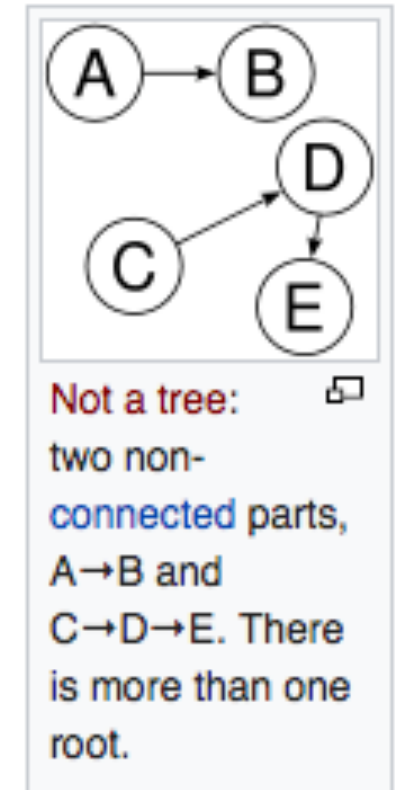 A B
D
C
E
Not a tree:
two non-
connected parts,
A→B and
C→D→E. There
is more than one
root.